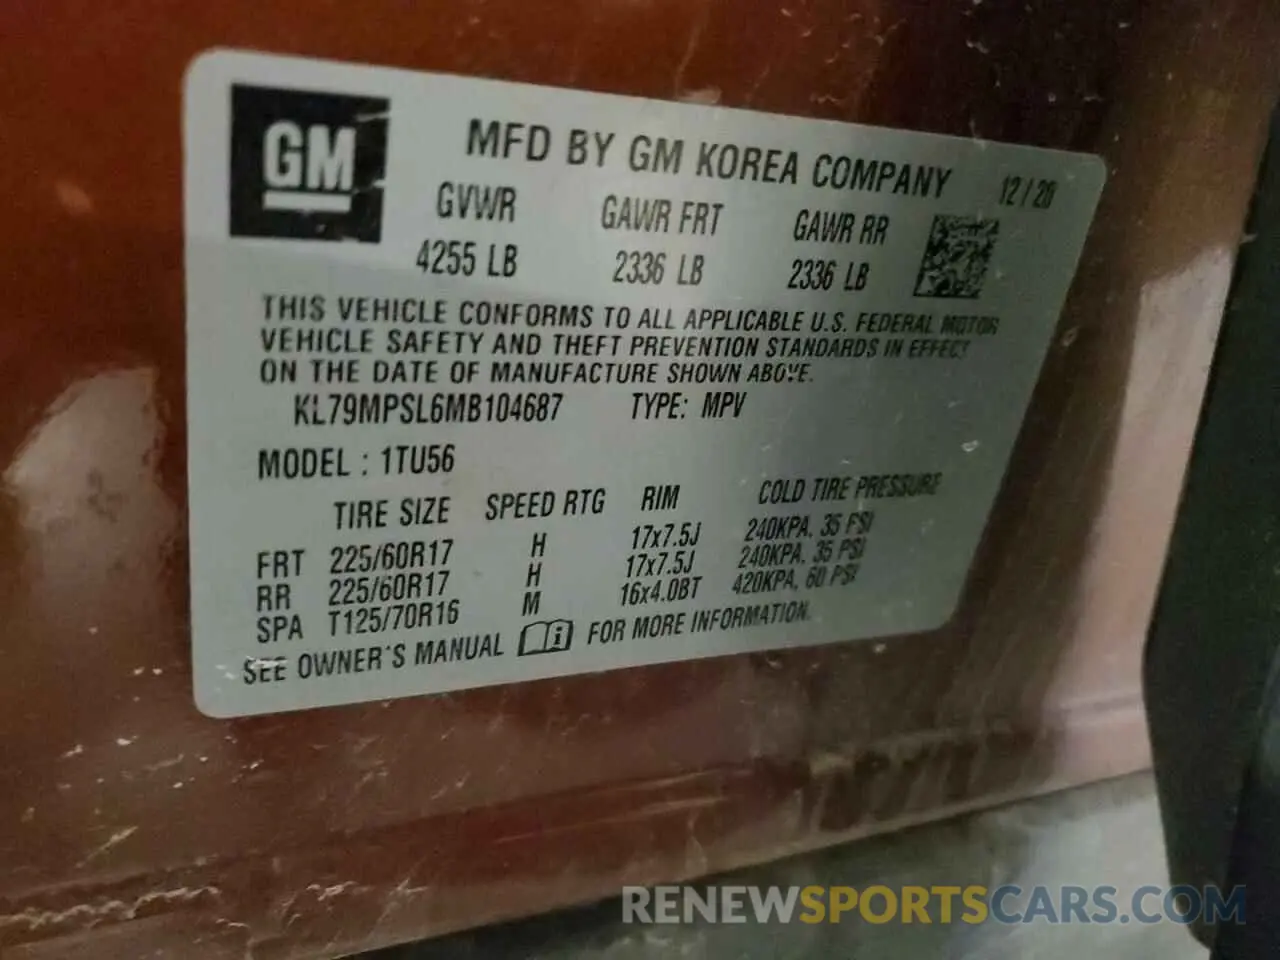 GM
MFD BY GM KOREA COMPANY 12/20
GVWR GAWR FRT GAWR RR
4255 LB 2336 LB 2336 LB
THIS VEHICLE CONFORMS TO ALL APPLICABLE U.S. FEDERAL MOTOR
VEHICLE SAFETY AND THEFT PREVENTION STANDARDS IN EFFECT
ON THE DATE OF MANUFACTURE SHOWN ABOVE.
KL79MPSL6MB104687 TYPE: MPV
MODEL : 1TU56
TIRE SIZE SPEED RTG RIM COLD TIRE PRESSURE
FRT 225/60R17 H 17x7.5J 240KPA, 35 PSI
RR 225/60R17 H 17x7.5J 240KPA, 35 PSI
SPA T125/70R16 M 16x4.0BT 420KPA, 60 PSI
SEE OWNER'S MANUAL i FOR MORE INFORMATION.
RENEWSPORTSCARS.COM